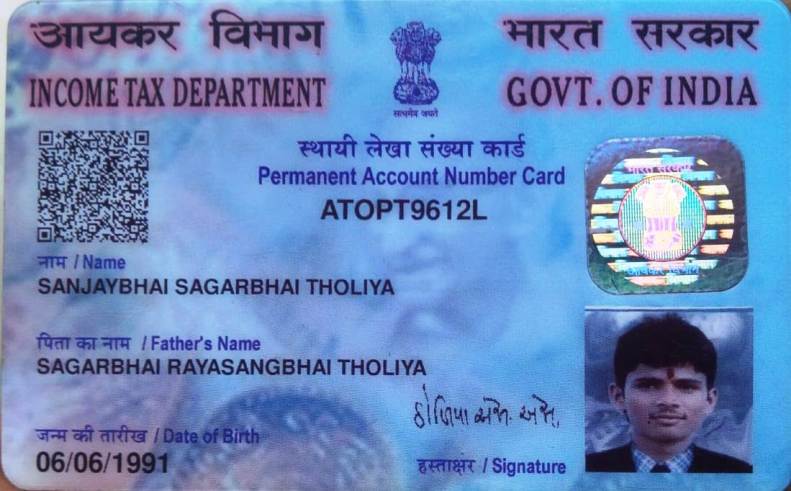 आयकर विभाग
INCOME TAX DEPARTMENT
भारत सरकार
GOVT. OF INDIA
सत्यमेव जयते
स्थायी लेखा संख्या कार्ड
Permanent Account Number Card
ATOPT9612L
भारत सरकार
आयकर विभाग
नाम / Name
SANJAYBHAI SAGARBHAI THOLIYA
पिता का नाम / Father's Name
SAGARBHAI RAYASANGBHAI THOLIYA
जन्म की तारीख / Date of Birth
06/06/1991
हस्ताक्षर / Signature